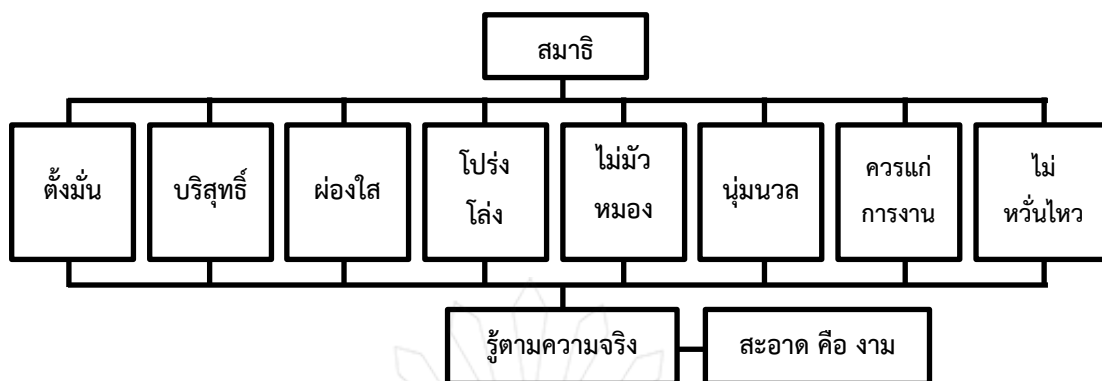 สมาธิ
ตั้งมั่น
บริสุทธิ์
ผ่องใส
โปร่ง
โล่ง
ไม่มัว
หมอง
นุ่มนวล
ควรแก่
การงาน
ไม่
หวั่นไหว
รู้ตามความจริง
สะอาด คือ งาม